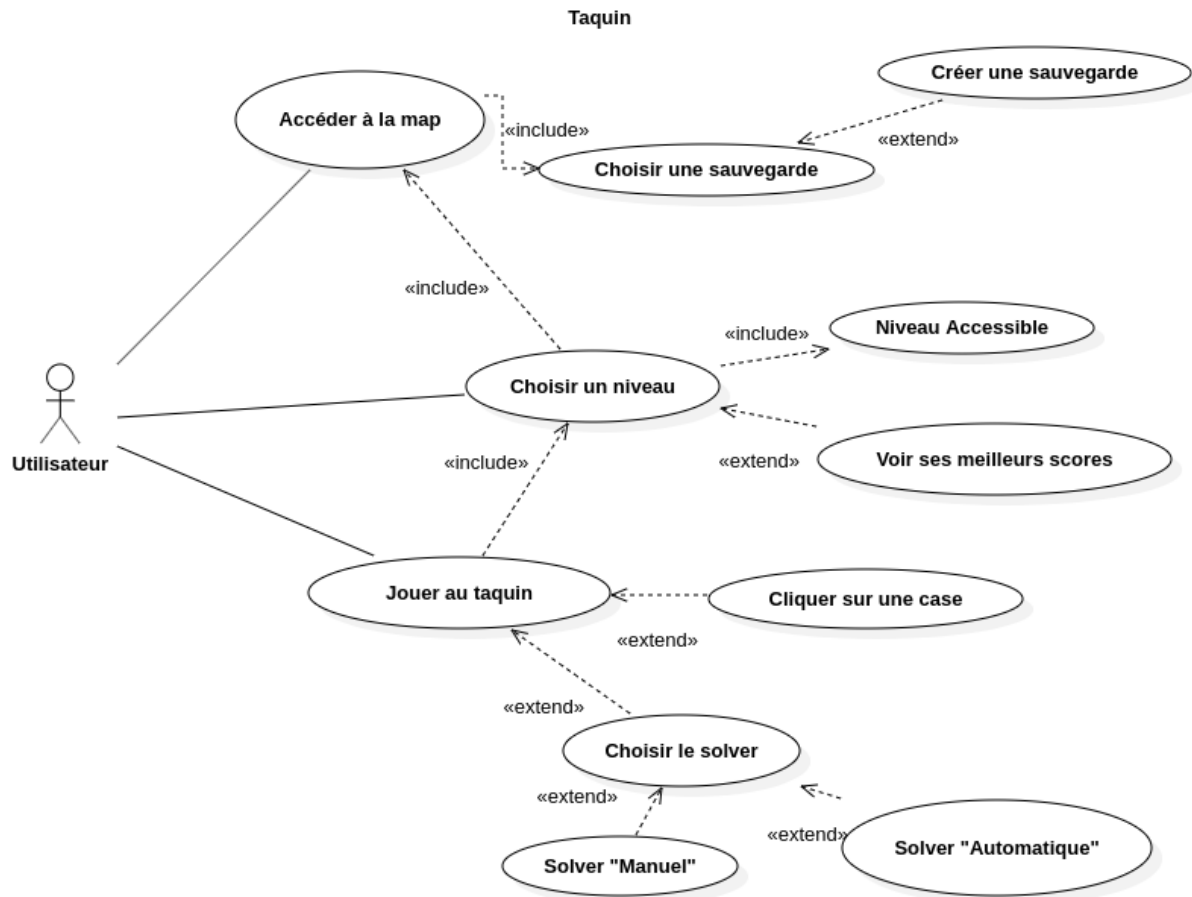 Taquin
Créer une sauvegarde
Accéder à la map
«include»
«extend»
Choisir une sauvegarde
«include»
Niveau Accessible
«include»
Choisir un niveau
Utilisateur
«include»
«extend»
Voir ses meilleurs scores
Jouer au taquin
Cliquer sur une case
«extend»
«extend»
Choisir le solver
«extend»
«extend»
Solver "Manuel"
Solver "Automatique"